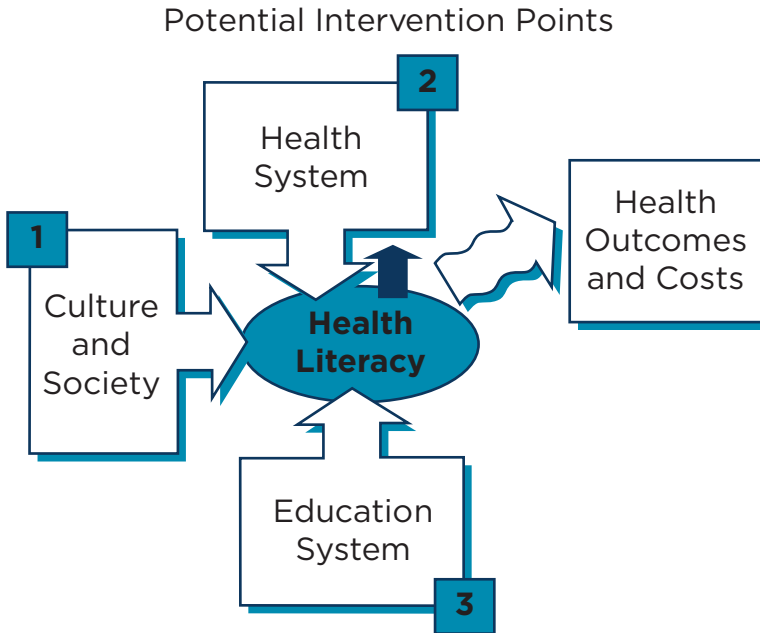 Potential Intervention Points
2
Health
System
1
Culture
and
Society
Health
Literacy
Health
Outcomes
and Costs
Education
System
3